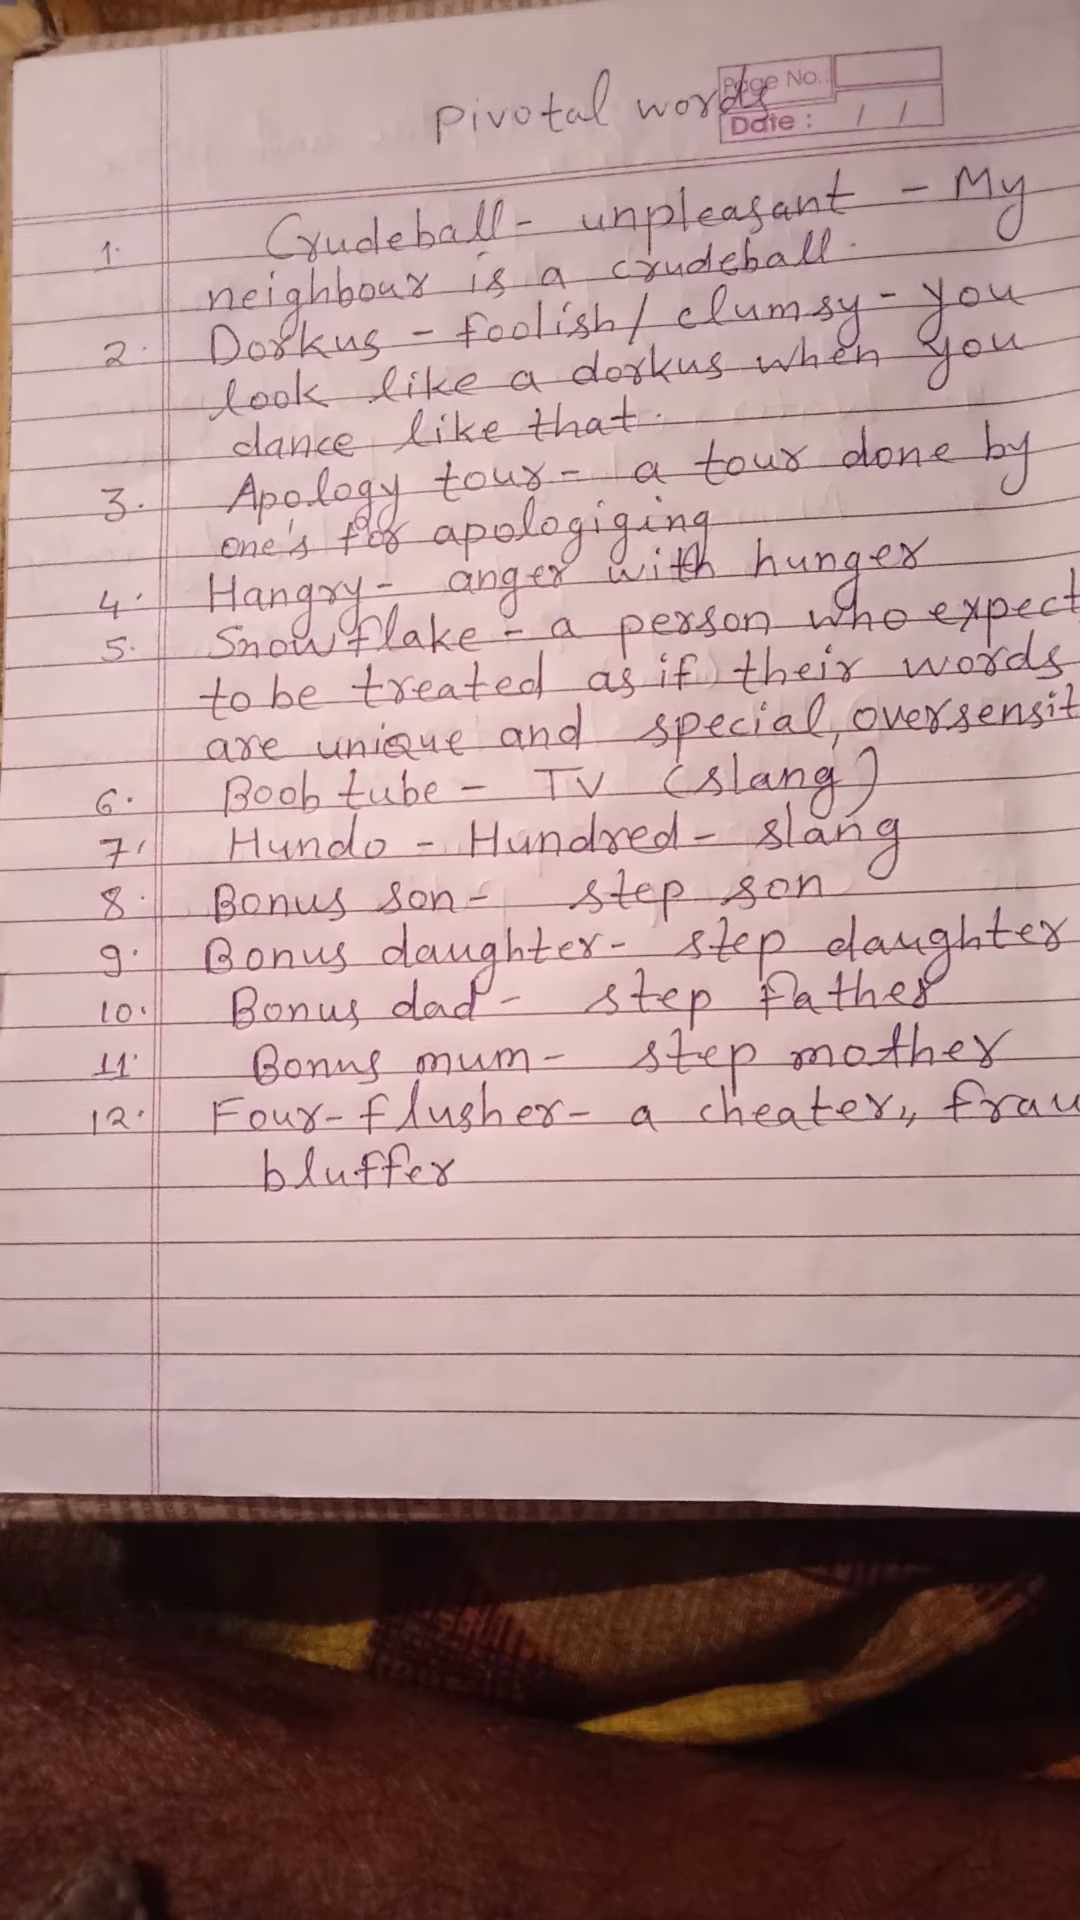 Pivotal words
Page No.:
Date : / /
1. Crudeball - unpleasant - My
neighbour is a crudeball.
2. Dorkus - foolish/ clumsy - you
look like a dorkus when you
dance like that.
3. Apology tour - a tour done by
one's for apologiging
4. Hangry - anger with hunger
5. Snowflake - a person who expect
to be treated as if their words
are unique and special, oversensit
6. Boob tube - TV (slang)
7. Hundo - Hundred - slang
8. Bonus son - step son
9. Bonus daughter - step daughter
10. Bonus dad - step father
11. Bonus mum - step mother
12. Four-flusher - a cheater,, frau
bluffer